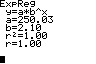 ExpReg
y=a*b^x
a=250.03
b=2.10
r²=1.00
r=1.00